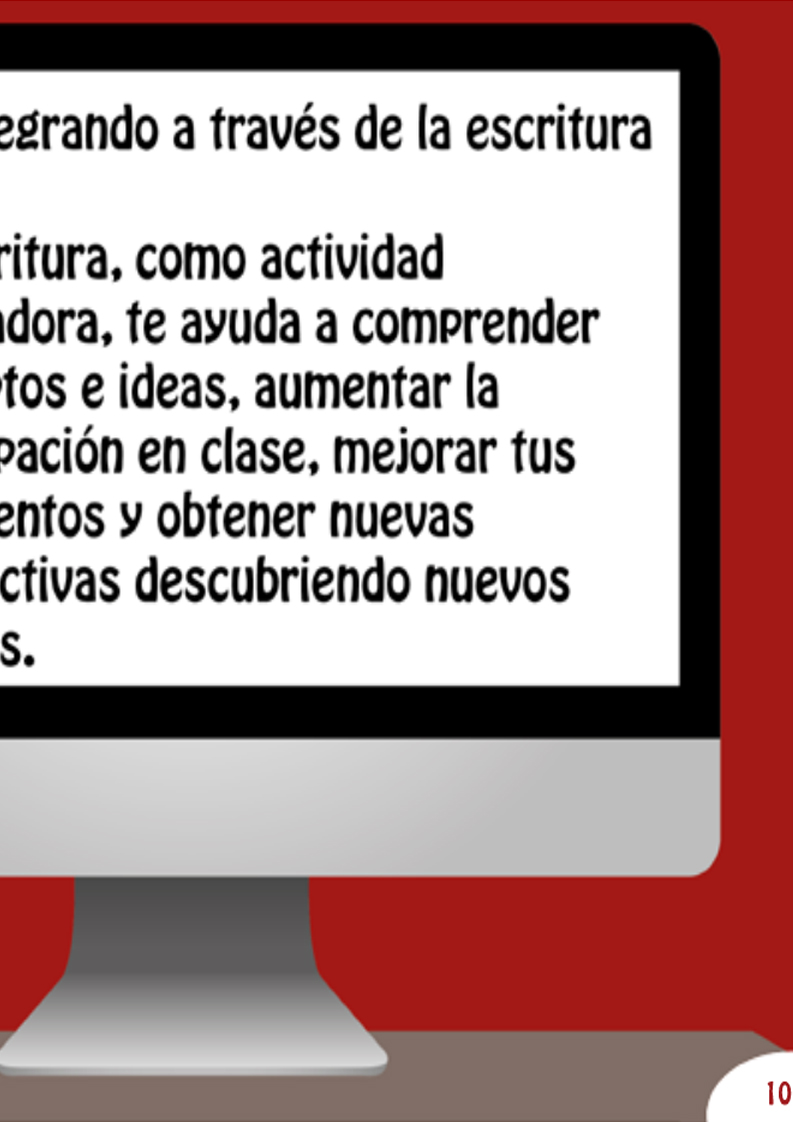 egrando a través de la escritura
ritura, como actividad
adora, te ayuda a comprender
tos e ideas, aumentar la
pación en clase, mejorar tus
entos y obtener nuevas
ctivas descubriendo nuevos
s.
10